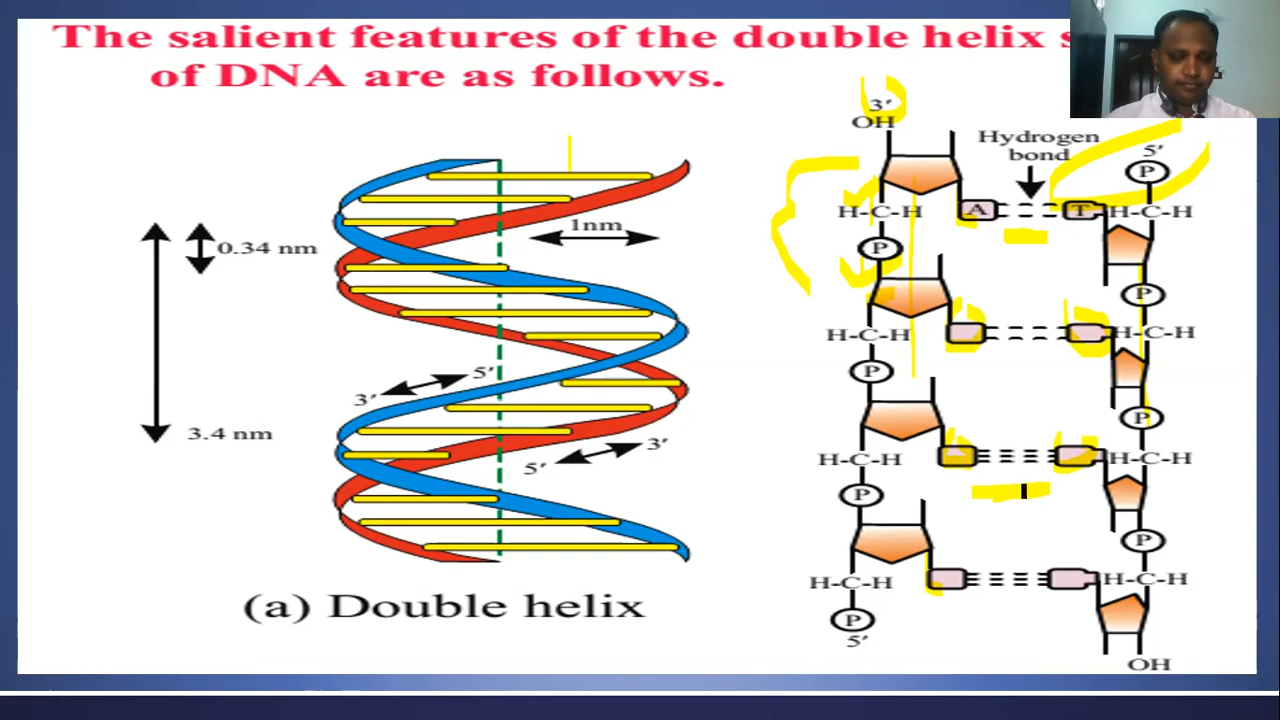 The salient features of the double helix
of DNA are as follows.
0.34 nm
3.4 nm
1nm
5′
3′
3′
5′
(a) Double helix
3′
OH
Hydrogen
bond
5′
P
H-C-H
A
T
H-C-H
P
P
H-C-H
H-C-H
P
P
H-C-H
H-C-H
P
P
H-C-H
H-C-H
P
5′
OH